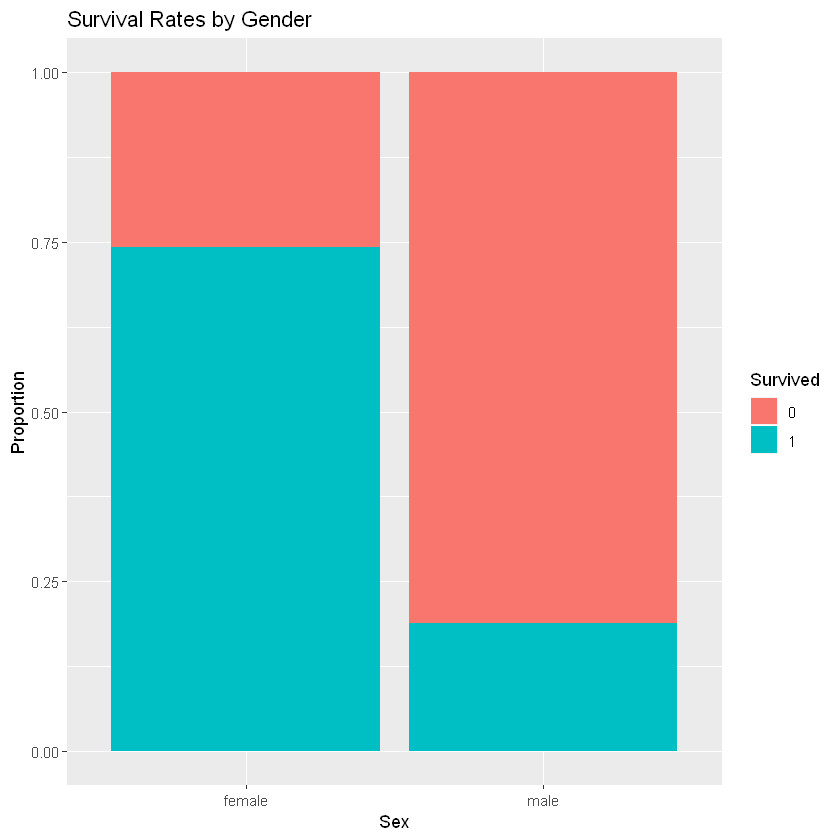 Survival Rates by Gender
1.00
0.75
0.50
0.25
0.00
Proportion
female
male
Sex
Survived
0
1